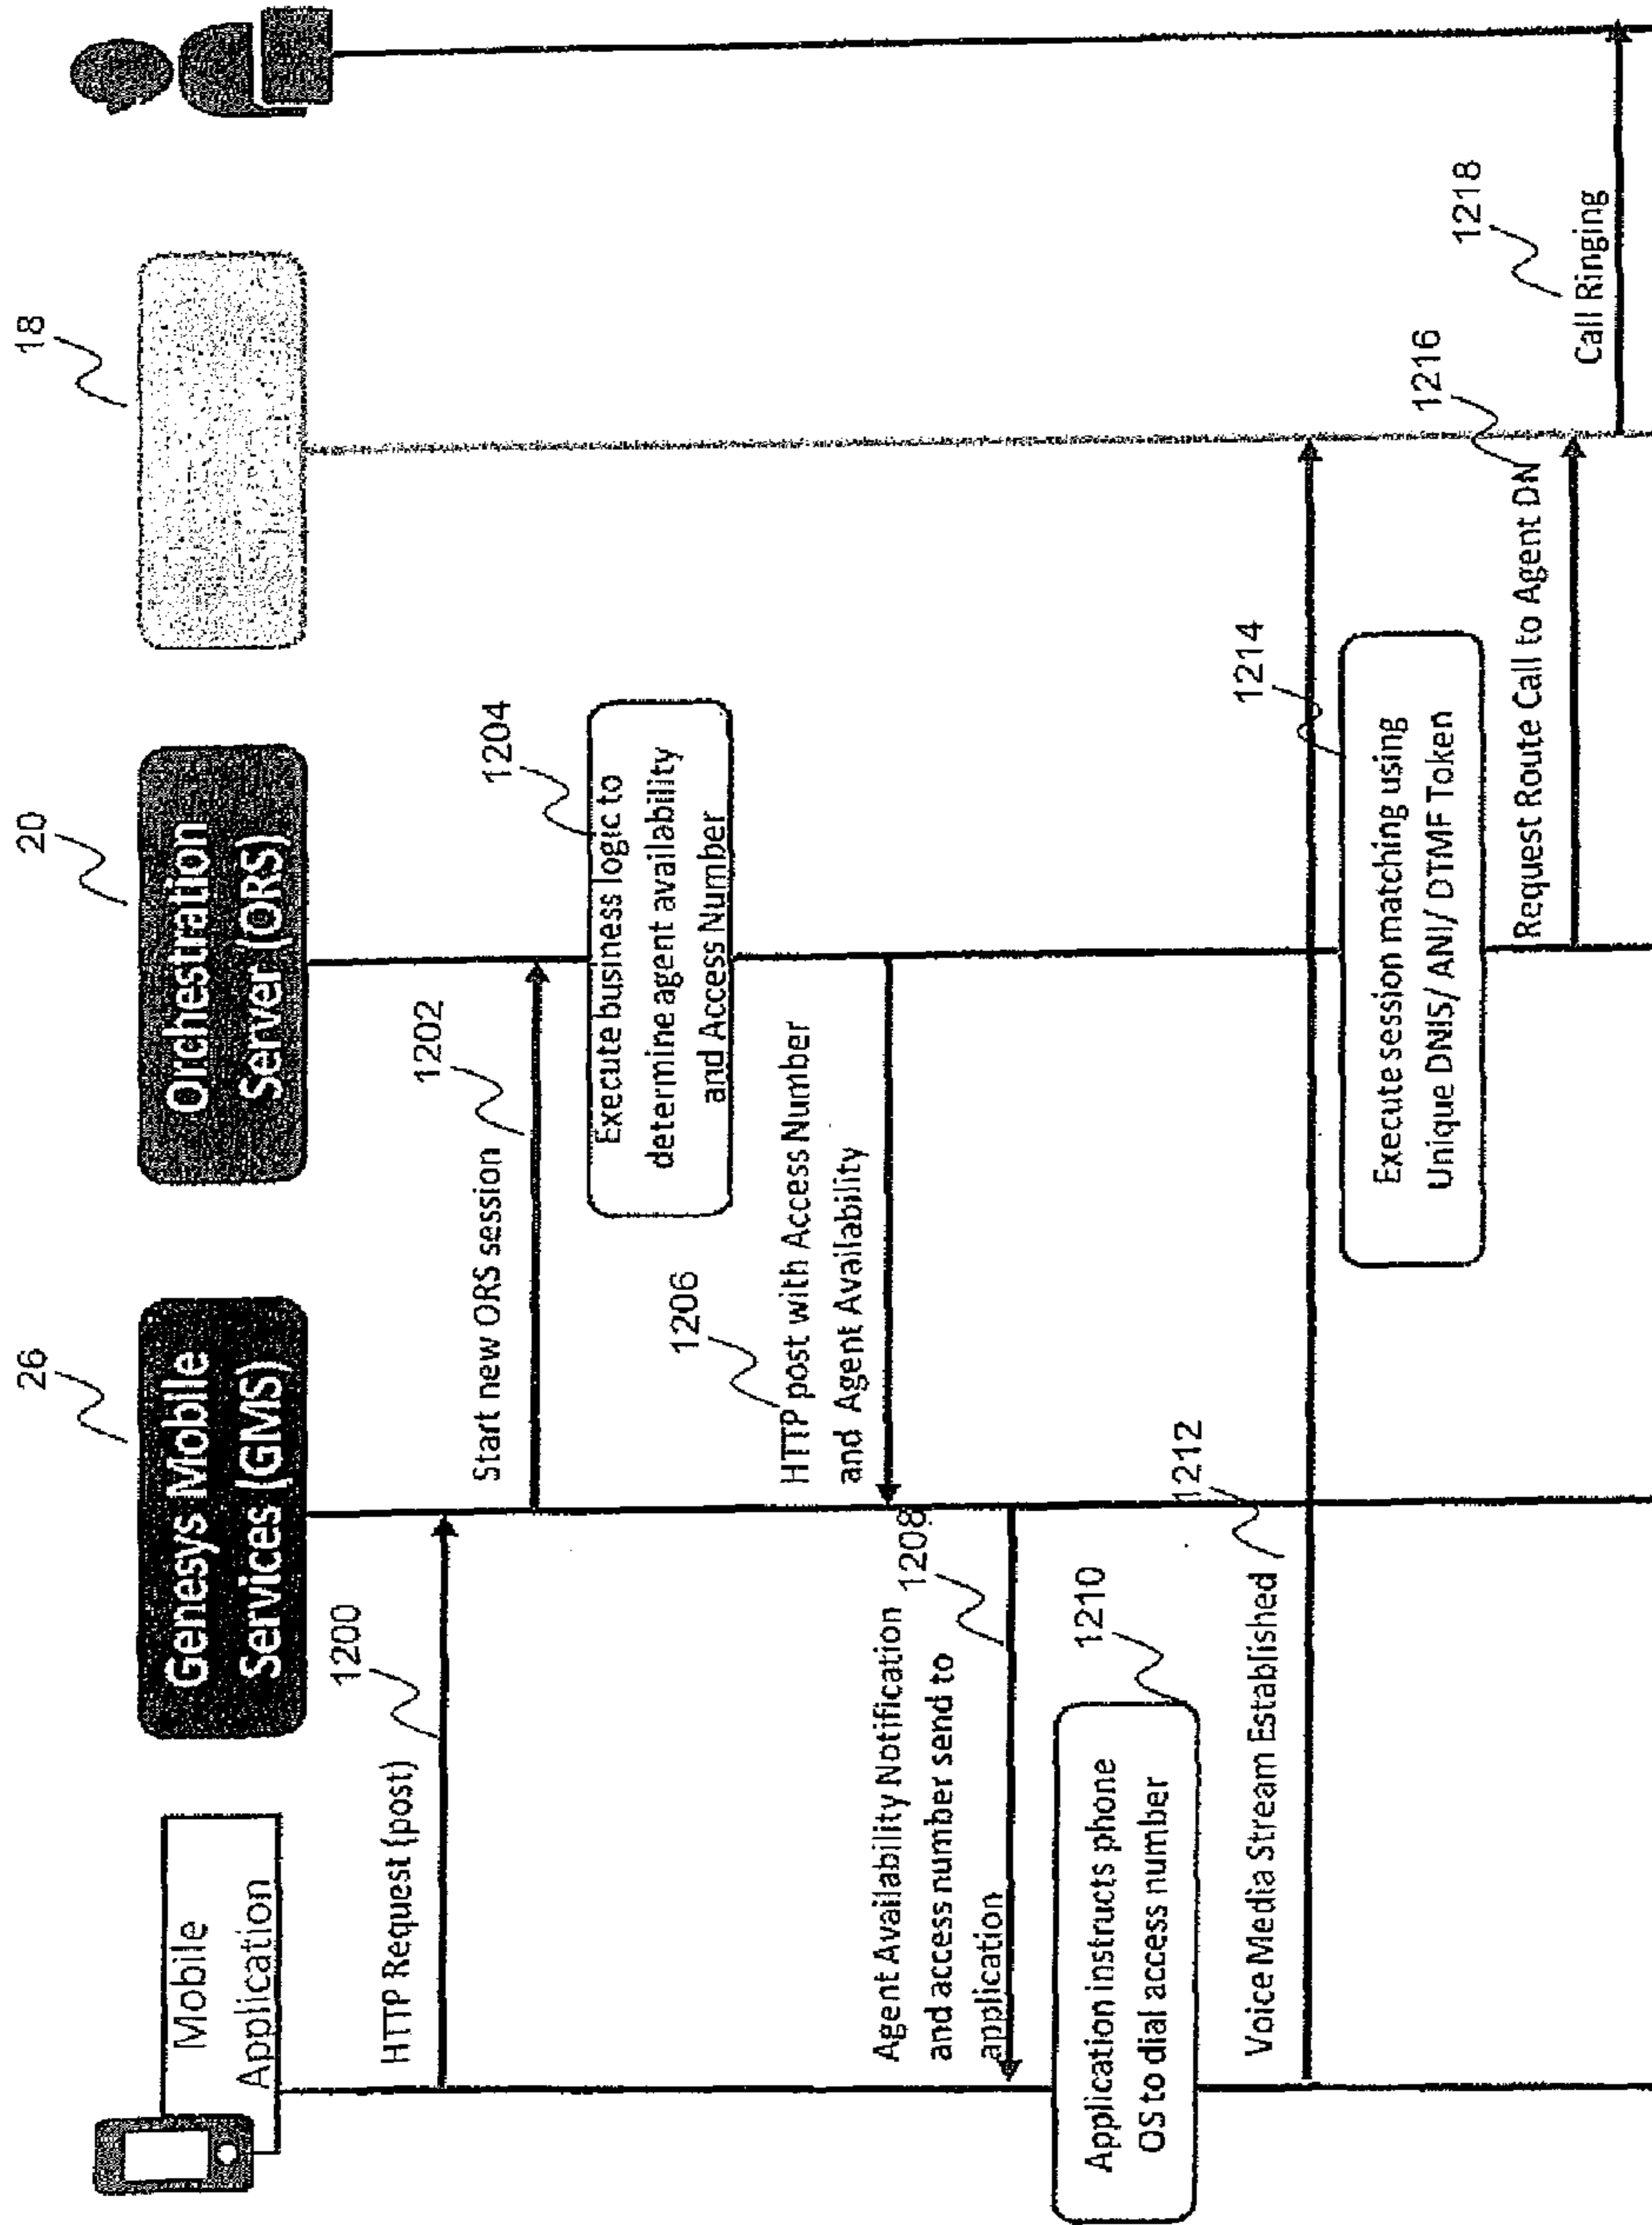 Mobile
Application
26
Genesys Mobile
Services (GMS)
20
Orchestration
Server (ORS)
18
1200
HTTP Request (post)
1202
Start new ORS session
1204
Execute business logic to
determine agent availability
and Access Number
1206
HTTP post with Access Number
and Agent Availability
1208
Agent Availability Notification
and access number send to
application
1210
Application instructs phone
OS to dial access number
1212
Voice Media Stream Established
1214
Execute session matching using
Unique DNIS/ ANI/ DTMF Token
1216
Request Route Call to Agent DN
1218
Call Ringing